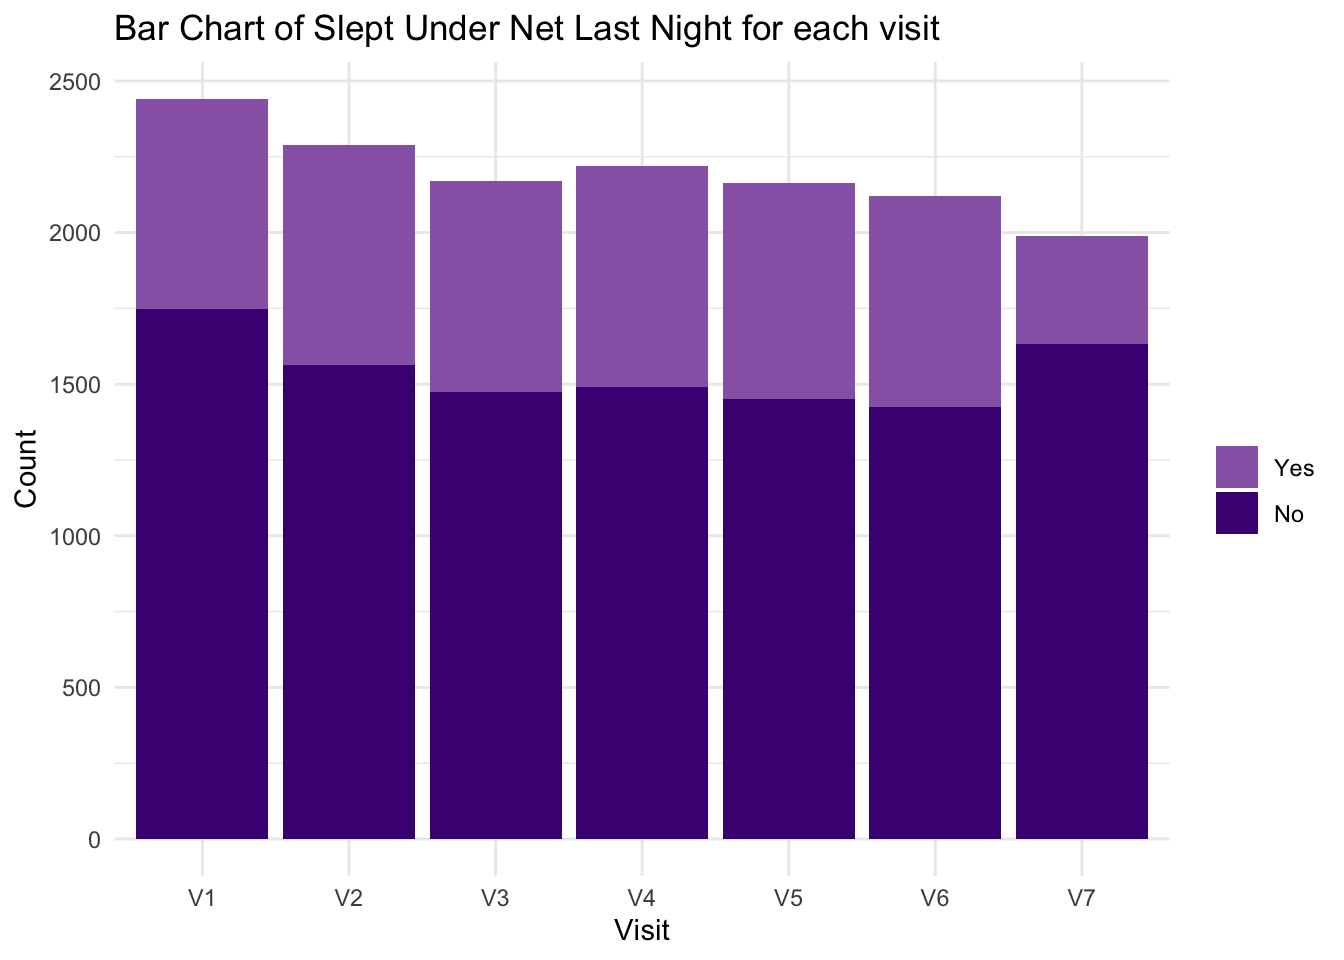 Bar Chart of Slept Under Net Last Night for each visit
2500
2000
1500
1000
500
0
Count
V1 V2 V3 V4 V5 V6 V7
Visit
Yes
No